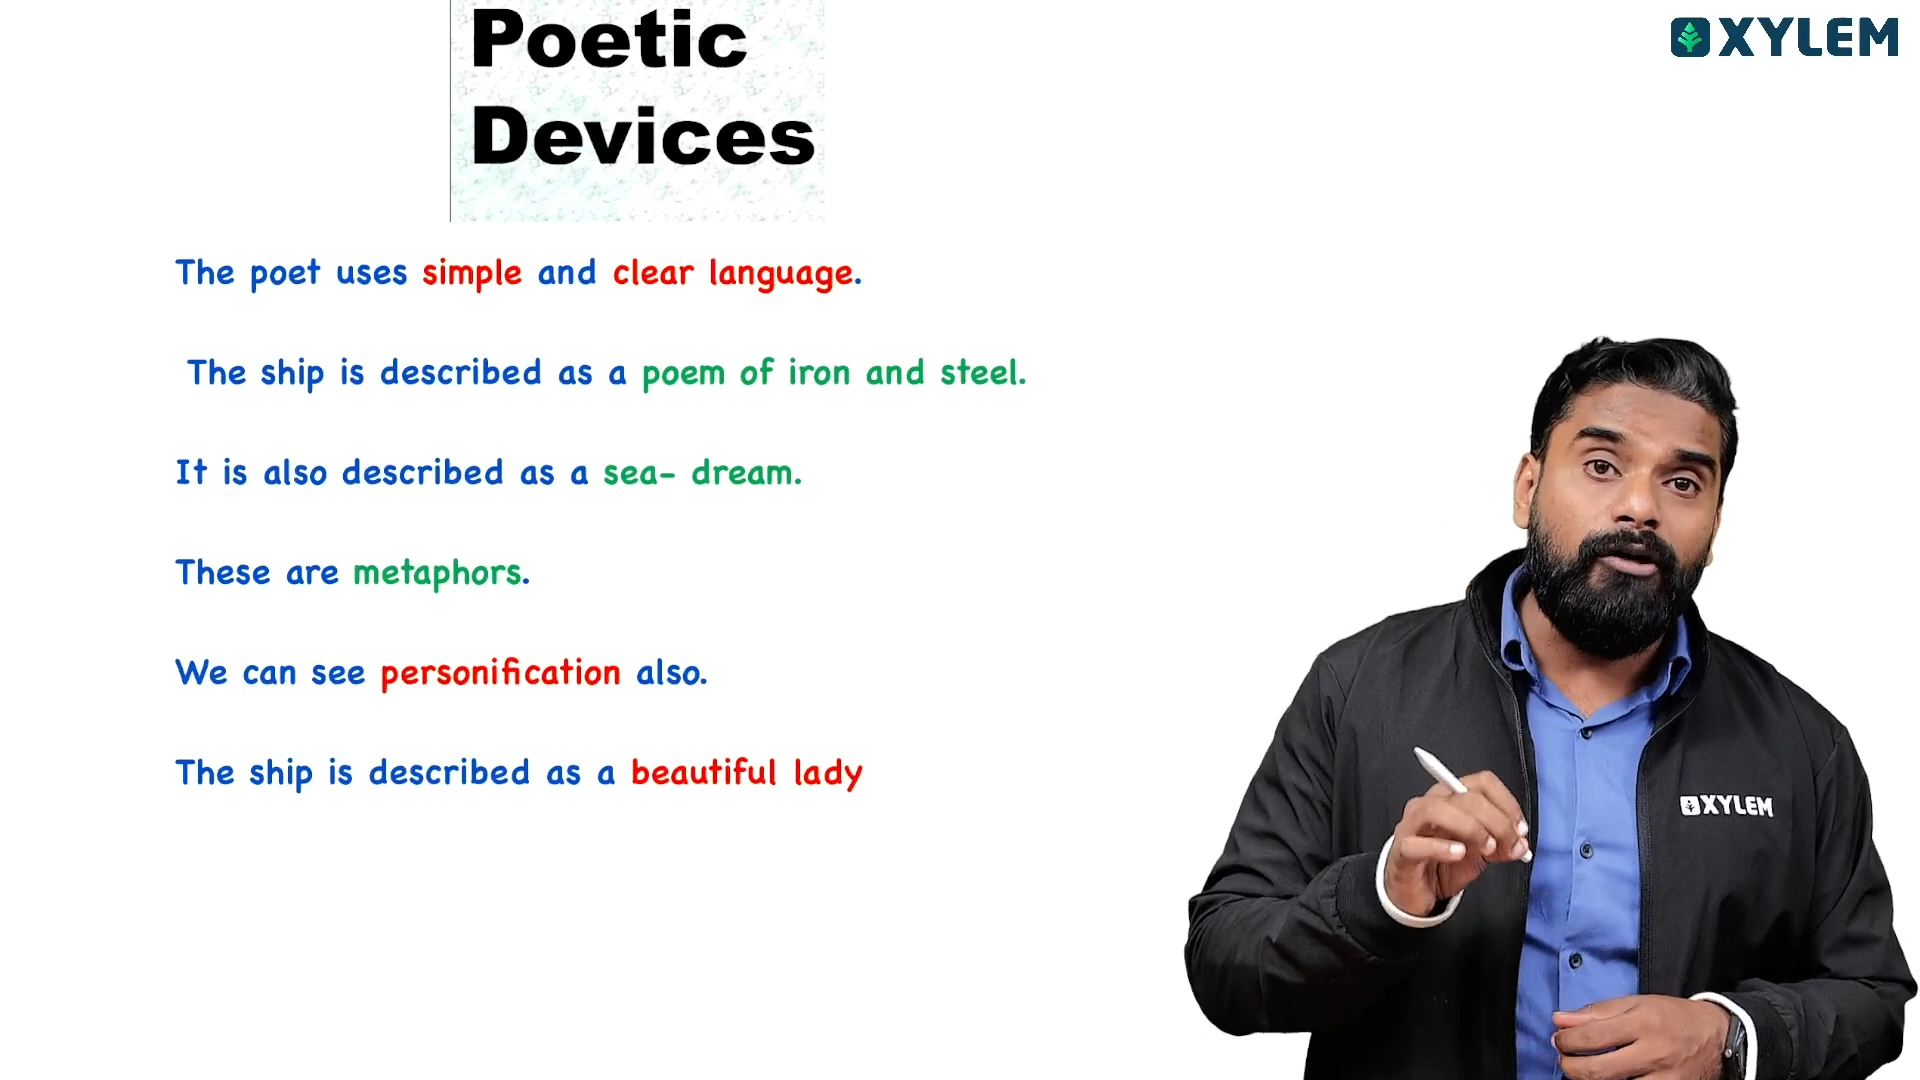 Poetic
Devices
XYLEM
The poet uses simple and clear language.
The ship is described as a poem of iron and steel.
It is also described as a sea- dream.
These are metaphors.
We can see personification also.
The ship is described as a beautiful lady
XYLEM